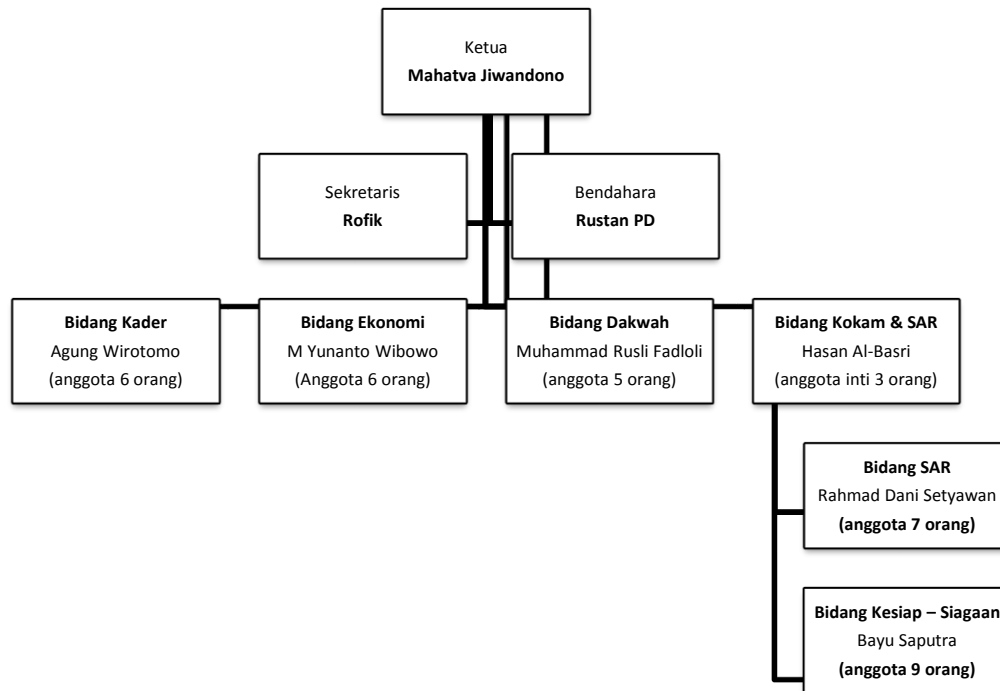 Ketua
Mahatva Jiwandono
Sekretaris
Rofik
Bendahara
Rustan PD
Bidang Kader
Agung Wirotomo
(anggota 6 orang)
Bidang Ekonomi
M Yunanto Wibowo
(Anggota 6 orang)
Bidang Dakwah
Muhammad Rusli Fadloli
(anggota 5 orang)
Bidang Kokam & SAR
Hasan Al-Basri
(anggota inti 3 orang)
Bidang SAR
Rahmad Dani Setyawan
(anggota 7 orang)
Bidang Kesiap – Siagaan
Bayu Saputra
(anggota 9 orang)